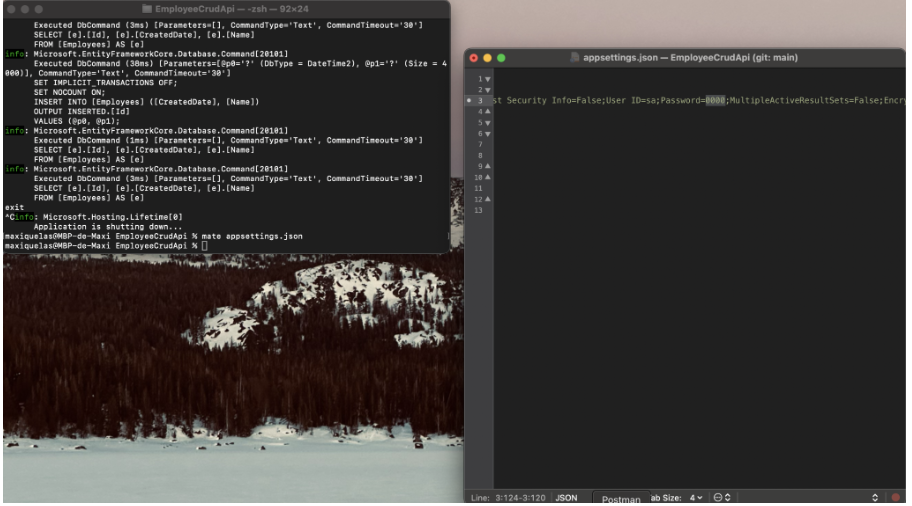 EmployeeCrudApi — -zsh — 92×24
Executed DbCommand (3ms) [Parameters=[], CommandType='Text', CommandTimeout='30']
SELECT [e].[Id], [e].[CreatedDate], [e].[Name]
FROM [Employees] AS [e]
info: Microsoft.EntityFrameworkCore.Database.Command[20101]
Executed DbCommand (38ms) [Parameters=[@p0='?' (DbType = DateTime2), @p1='?' (Size = 4
000)], CommandType='Text', CommandTimeout='30']
SET IMPLICIT_TRANSACTIONS OFF;
SET NOCOUNT ON;
INSERT INTO [Employees] ([CreatedDate], [Name])
OUTPUT INSERTED.[Id]
VALUES (@p0, @p1);
info: Microsoft.EntityFrameworkCore.Database.Command[20101]
Executed DbCommand (1ms) [Parameters=[], CommandType='Text', CommandTimeout='30']
SELECT [e].[Id], [e].[CreatedDate], [e].[Name]
FROM [Employees] AS [e]
info: Microsoft.EntityFrameworkCore.Database.Command[20101]
Executed DbCommand (3ms) [Parameters=[], CommandType='Text', CommandTimeout='30']
SELECT [e].[Id], [e].[CreatedDate], [e].[Name]
FROM [Employees] AS [e]
exit
^Cinfo: Microsoft.Hosting.Lifetime[0]
Application is shutting down...
maxiquelas@MBP-de-Maxi EmployeeCrudApi % mate appsettings.json
maxiquelas@MBP-de-Maxi EmployeeCrudApi %
appsettings.json — EmployeeCrudApi (git: main)
1
2
3 st Security Info=False;User ID=sa;Password=0000;MultipleActiveResultSets=False;Encry
4
5
6
7
8
9
10
11
12
13
Line: 3:124-3:120 JSON Postman ab Size: 4